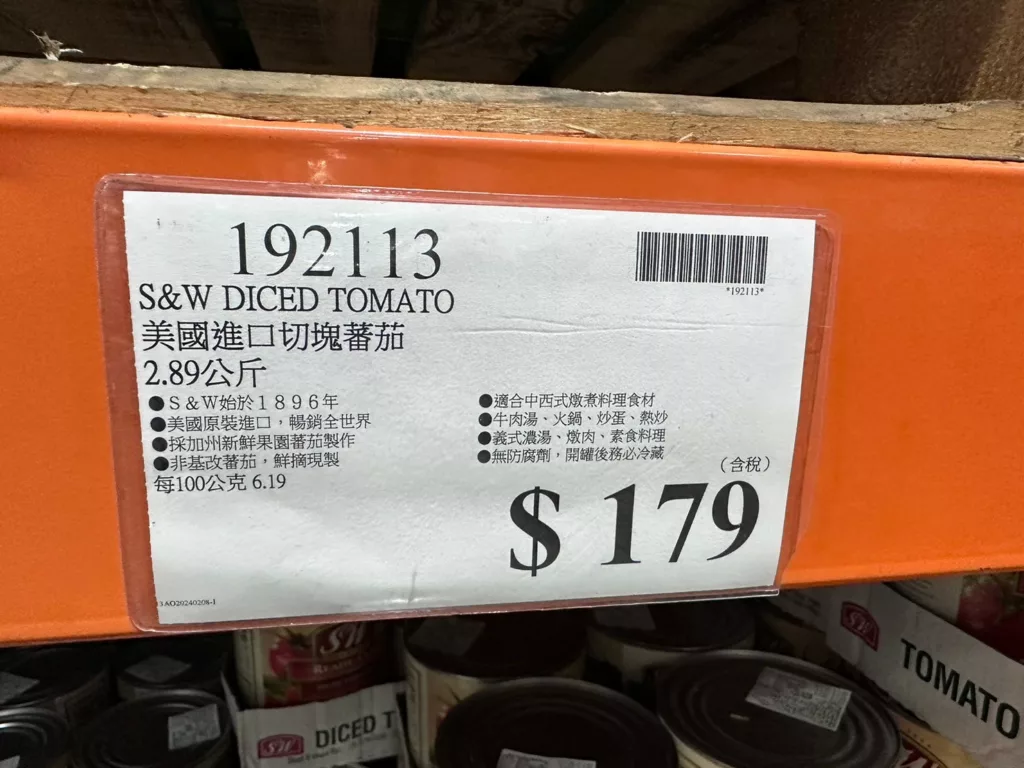 192113
*192113*
S&W DICED TOMATO
美國進口切塊蕃茄
2.89公斤
●S&W始於1896年
●美國原裝進口，暢銷全世界
●採加州新鮮果園蕃茄製作
●非基改蕃茄，鮮摘現製
每100公克 6.19
●適合中西式燉煮料理食材
●牛肉湯、火鍋、炒蛋、熱炒
●義式濃湯、燉肉、素食料理
●無防腐劑，開罐後務必冷藏
（含稅）
$ 179
S&W
TOMATO
S&W
S&W
DICED T